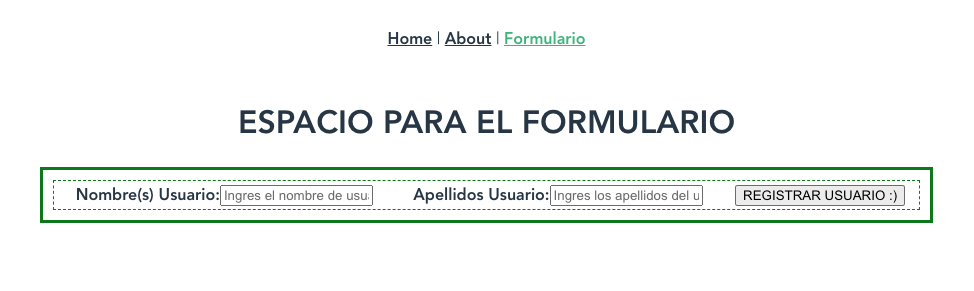 Home | About | Formulario
ESPACIO PARA EL FORMULARIO
Nombre(s) Usuario: Ingres el nombre de usu Apellidos Usuario: Ingres los apellidos del u REGISTRAR USUARIO :)